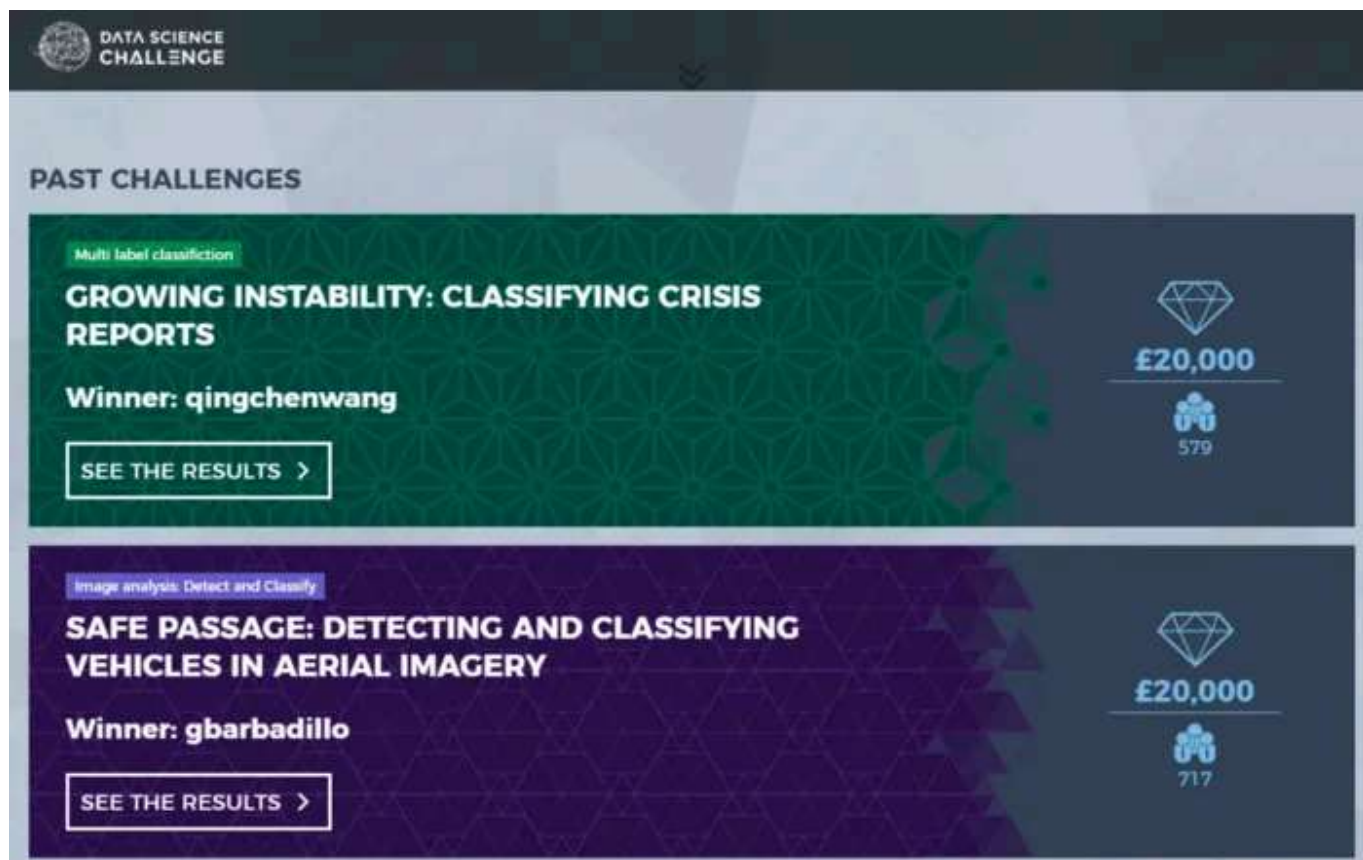 DATA SCIENCE
CHALLENGE
PAST CHALLENGES
Multi label classifiction
GROWING INSTABILITY: CLASSIFYING CRISIS
REPORTS
Winner: qingchenwang
SEE THE RESULTS >
£20,000
579
Image analysis: Detect and Classify
SAFE PASSAGE: DETECTING AND CLASSIFYING
VEHICLES IN AERIAL IMAGERY
Winner: gbarbadillo
SEE THE RESULTS >
£20,000
717